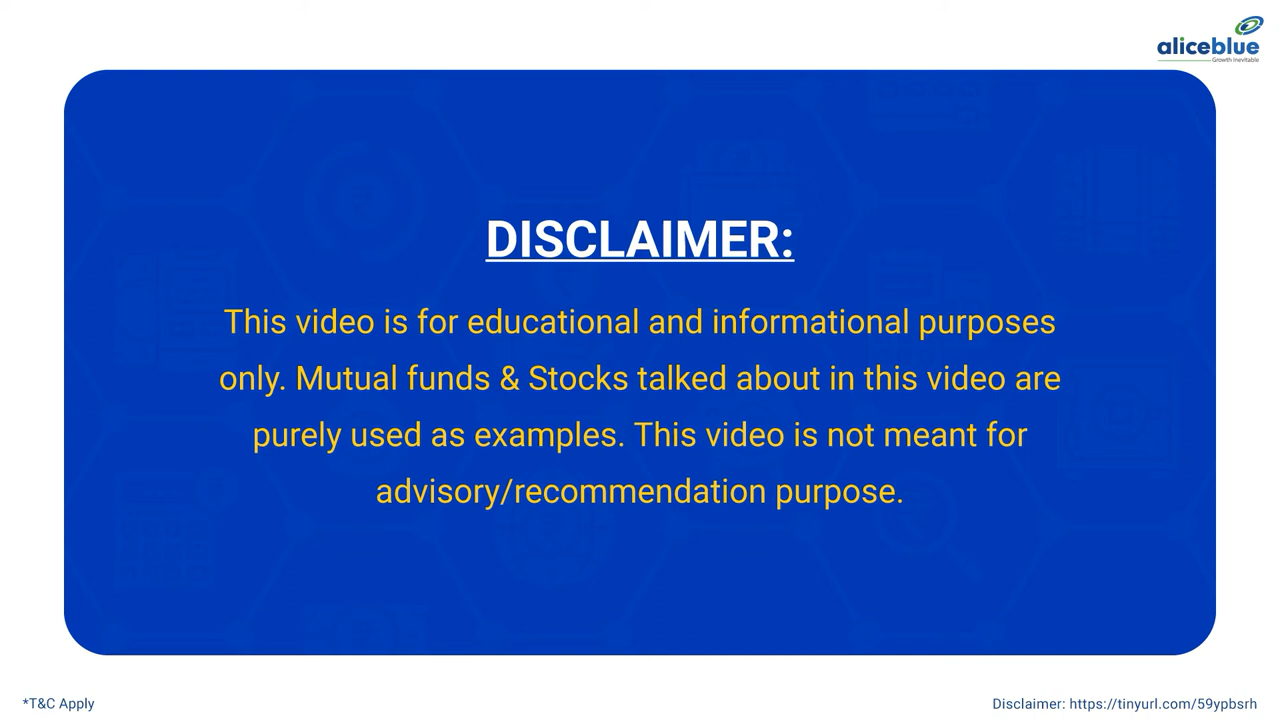 aliceblue
Growth Inevitable
DISCLAIMER:
This video is for educational and informational purposes
only. Mutual funds & Stocks talked about in this video are
purely used as examples. This video is not meant for
advisory/recommendation purpose.
*T&C Apply
Disclaimer: https://tinyurl.com/59ypbsrh